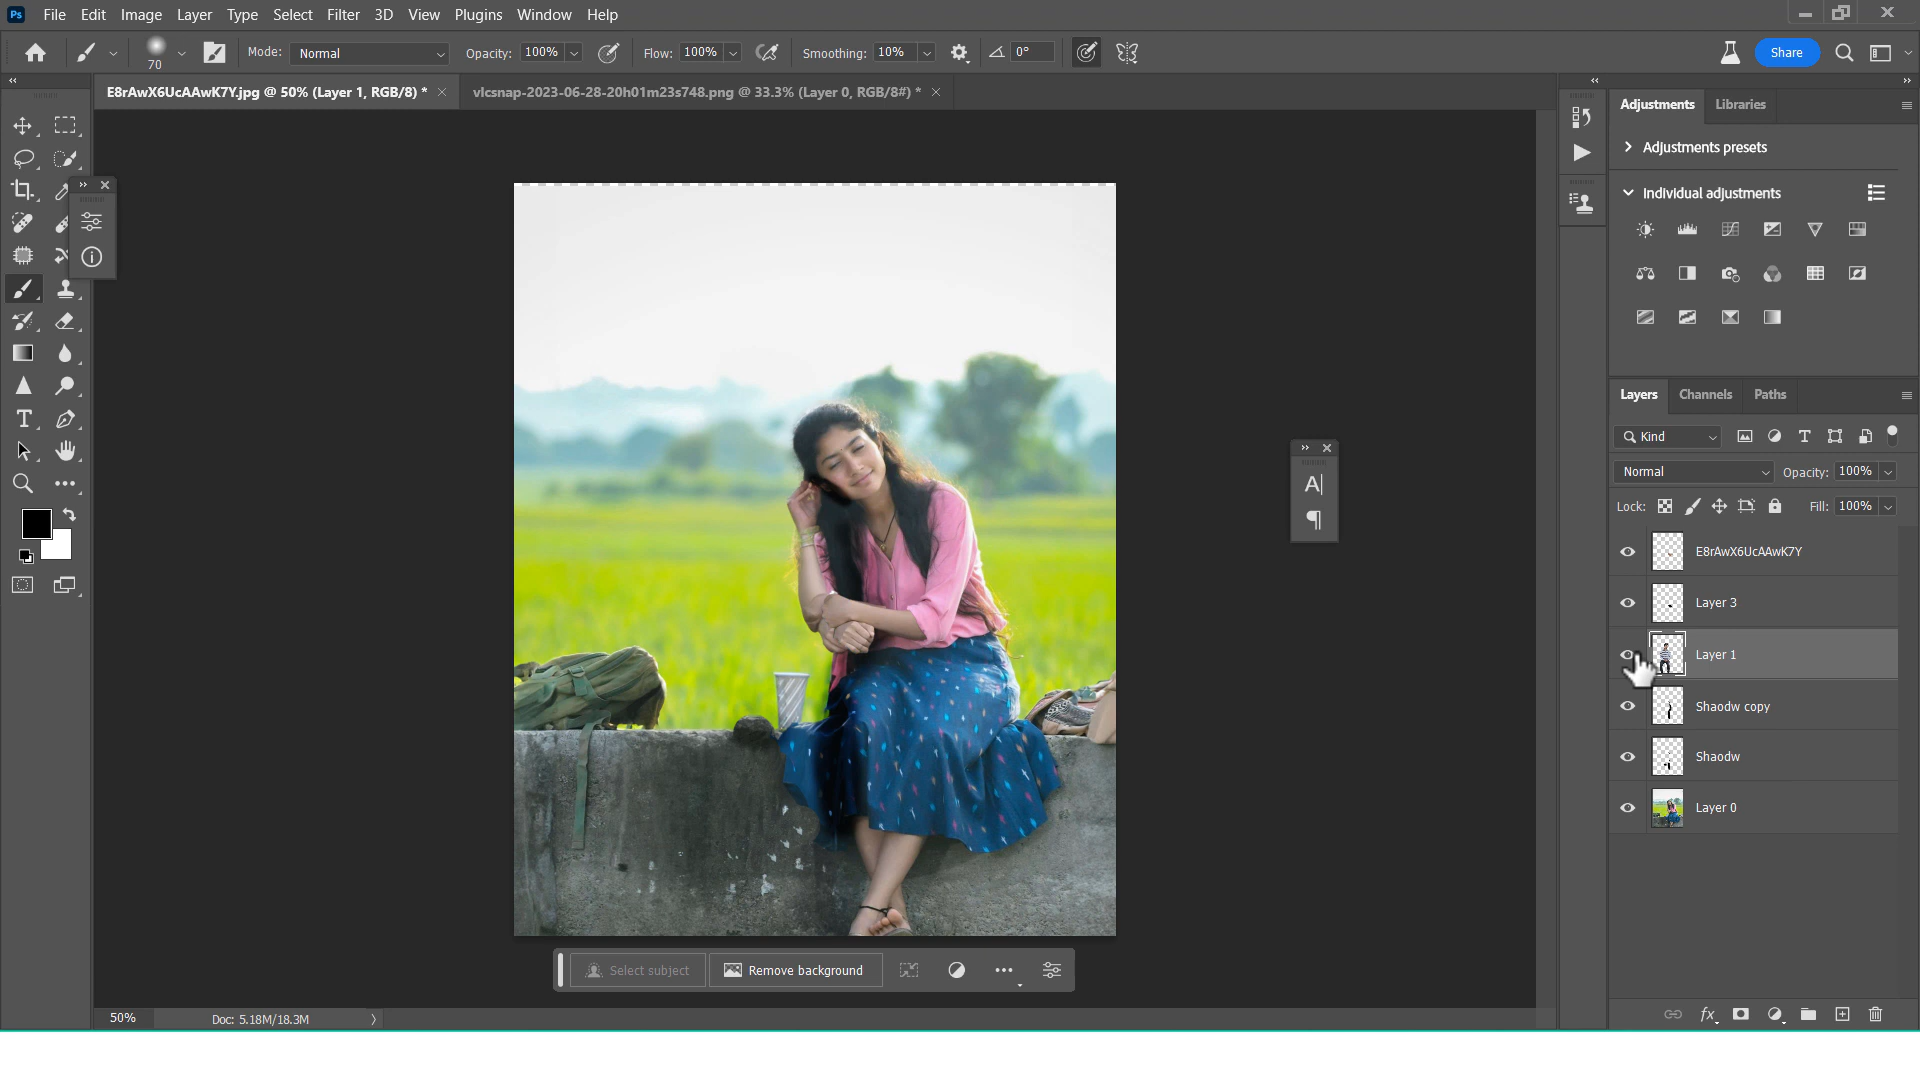 Ps File Edit Image Layer Type Select Filter 3D View Plugins Window Help
70 Mode: Normal Opacity: 100% Flow: 100% Smoothing: 10% 0° Share
E8rAwX6UcAAwK7Y.jpg @ 50% (Layer 1, RGB/8) * vlcsnap-2023-06-28-20h01m23s748.png @ 33.3% (Layer 0, RGB/8#) *
Adjustments Libraries
Adjustments presets
Individual adjustments
Layers Channels Paths
Kind
Normal Opacity: 100%
Lock: Fill: 100%
E8rAwX6UcAAwK7Y
Layer 3
Layer 1
Shaodw copy
Shaodw
Layer 0
Select subject Remove background
50% Doc: 5.18M/18.3M